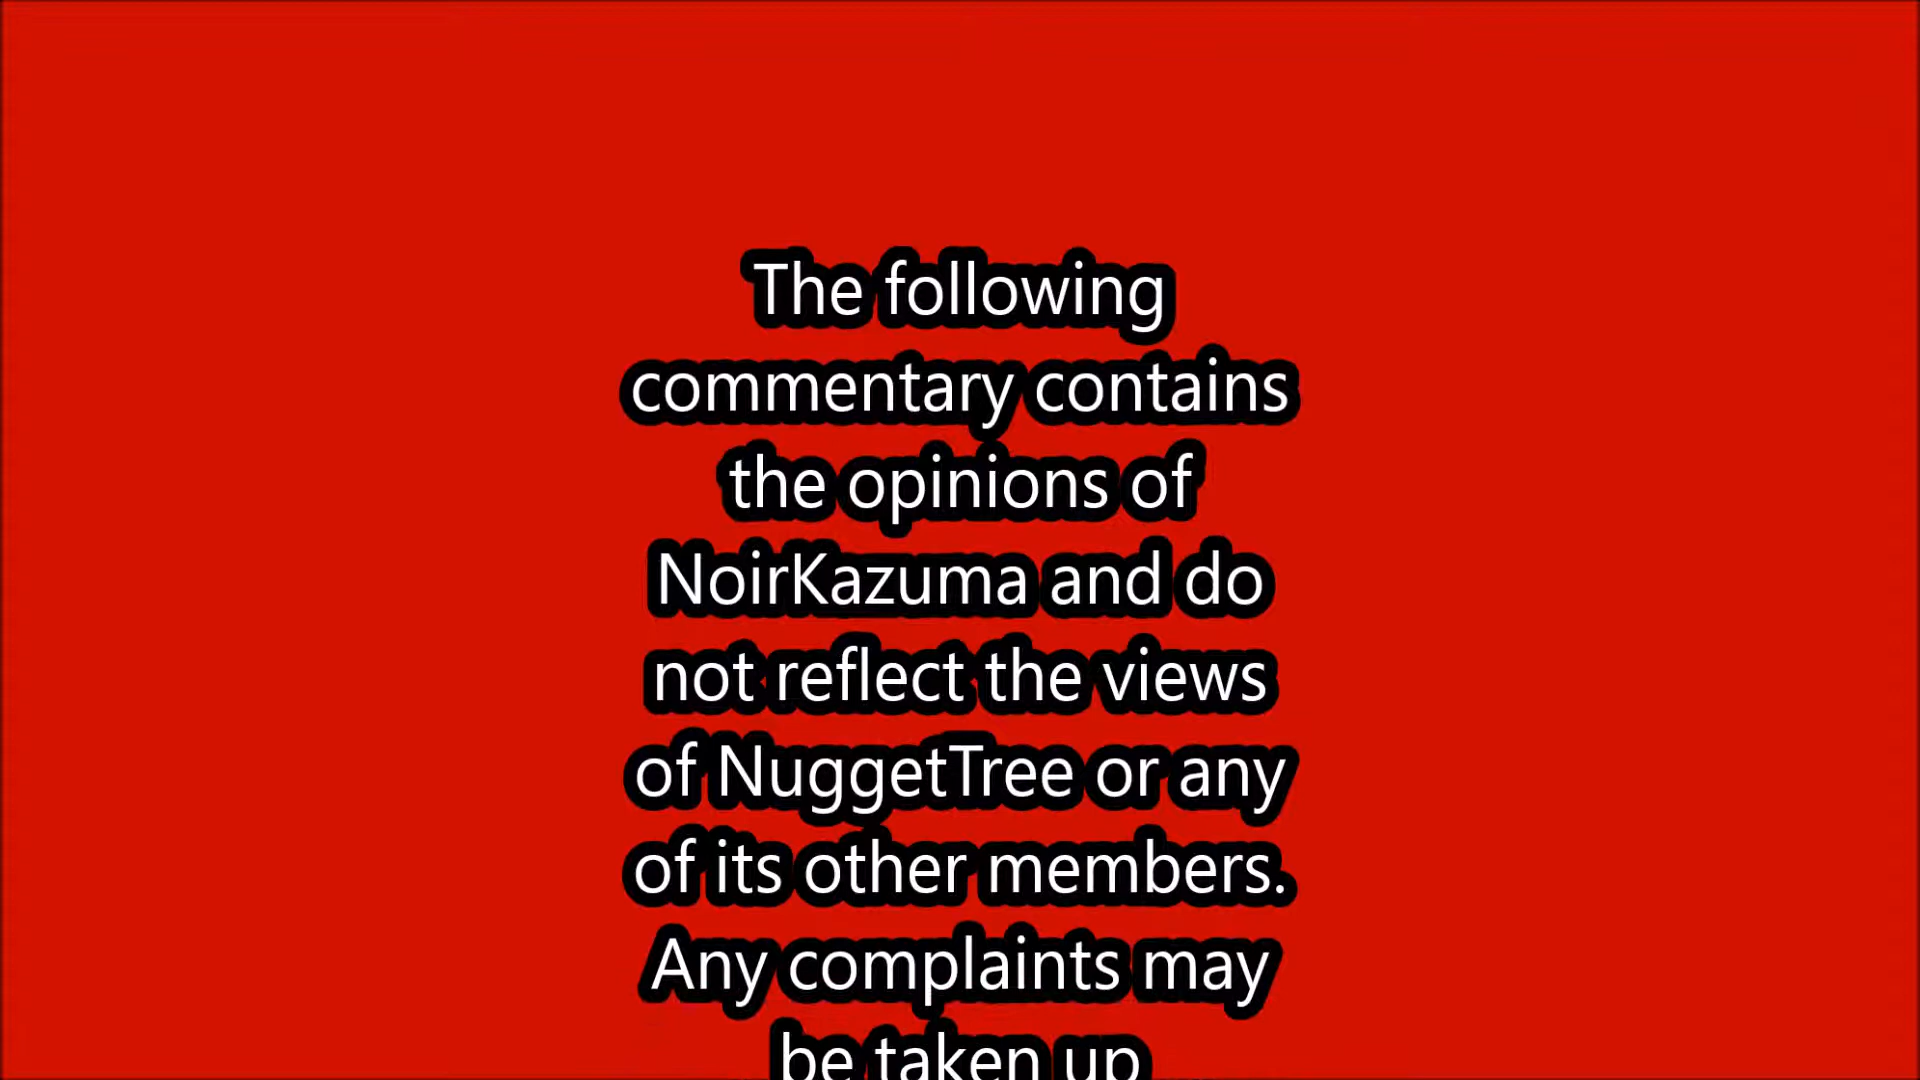 The following
commentary contains
the opinions of
NoirKazuma and do
not reflect the views
of NuggetTree or any
of its other members.
Any complaints may
be taken up